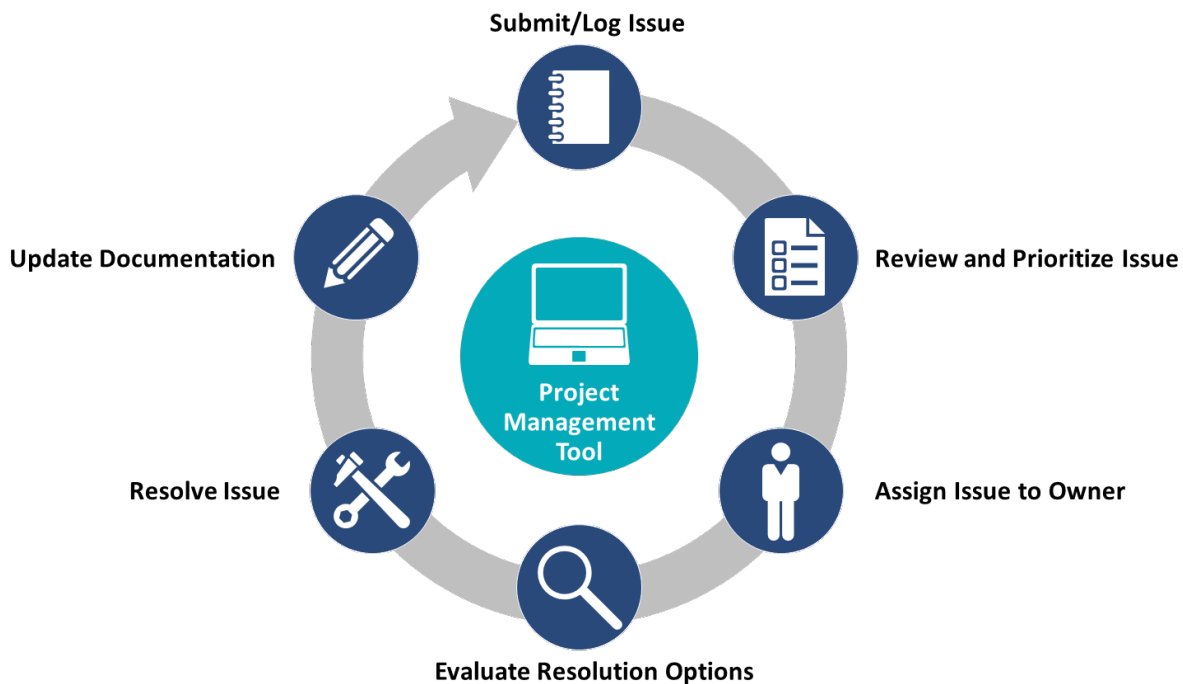 Submit/Log Issue
Review and Prioritize Issue
Assign Issue to Owner
Evaluate Resolution Options
Resolve Issue
Update Documentation
Project
Management
Tool